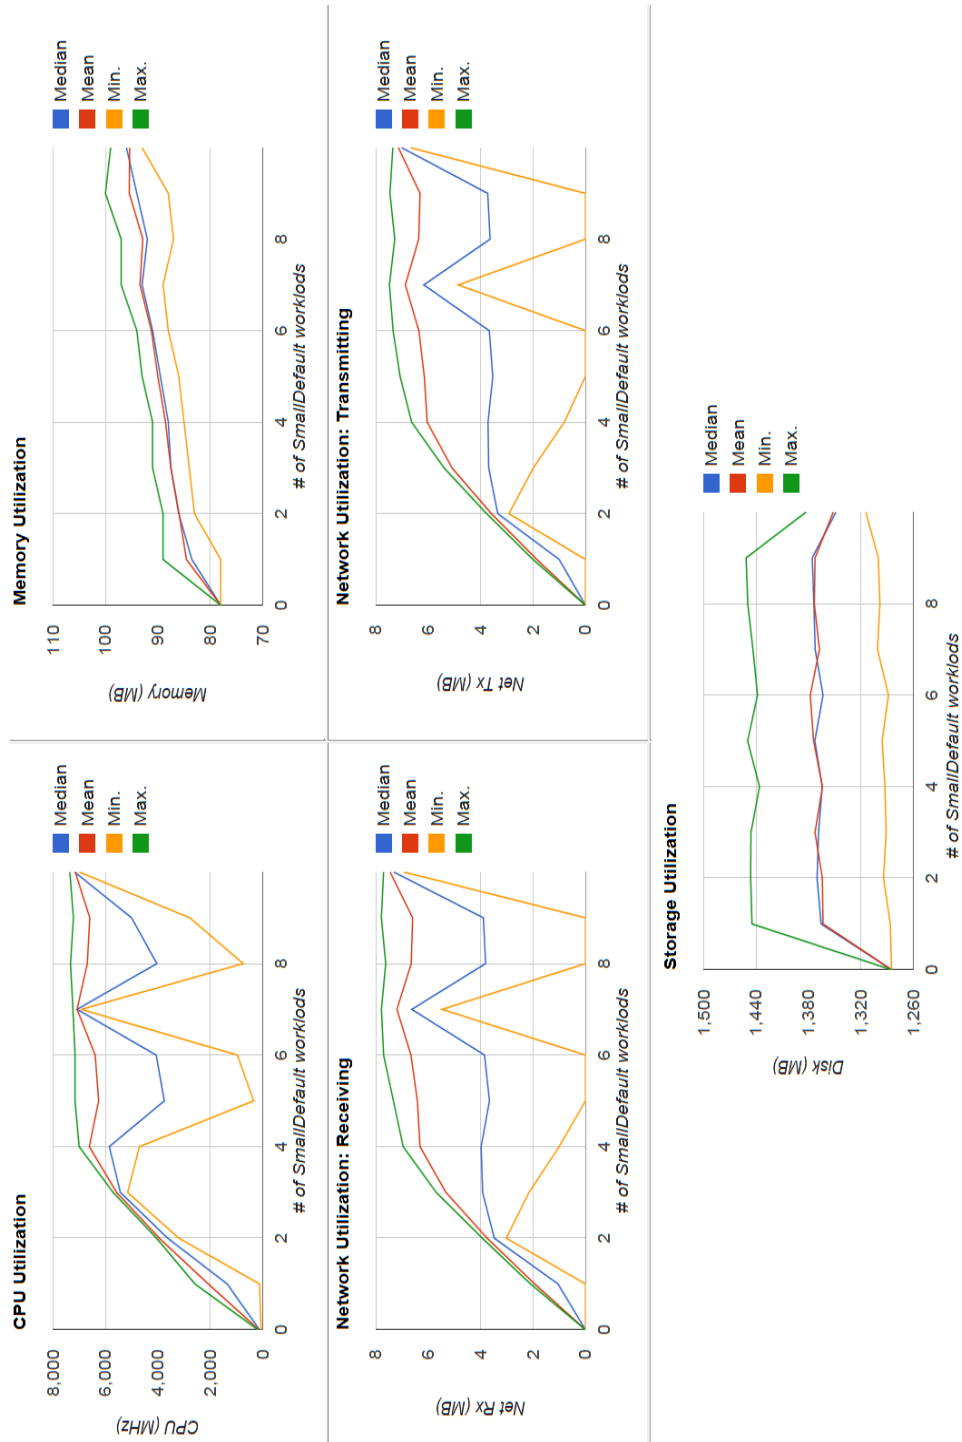 CPU Utilization
8,000
6,000
4,000
2,000
0
CPU (MHz)
0
2
4
6
8
# of SmallDefault worklods
Median
Mean
Min.
Max.
Memory Utilization
110
100
90
80
70
Memory (MB)
0
2
4
6
8
# of SmallDefault worklods
Median
Mean
Min.
Max.
Network Utilization: Receiving
8
6
4
2
0
Net Rx (MB)
0
2
4
6
8
# of SmallDefault worklods
Median
Mean
Min.
Max.
Network Utilization: Transmitting
8
6
4
2
0
Net Tx (MB)
0
2
4
6
8
# of SmallDefault worklods
Median
Mean
Min.
Max.
Storage Utilization
1,500
1,440
1,380
1,320
1,260
Disk (MB)
0
2
4
6
8
# of SmallDefault worklods
Median
Mean
Min.
Max.